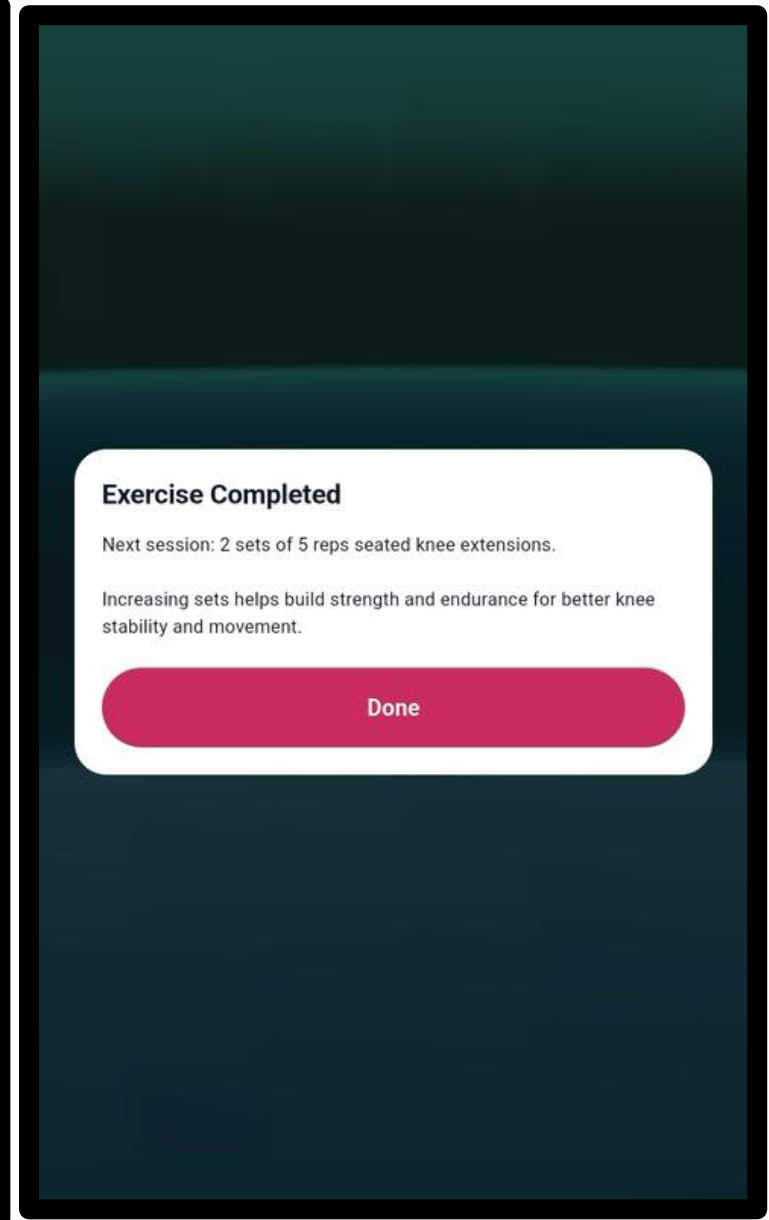 Exercise Completed
Next session: 2 sets of 5 reps seated knee extensions.
Increasing sets helps build strength and endurance for better knee
stability and movement.
Done